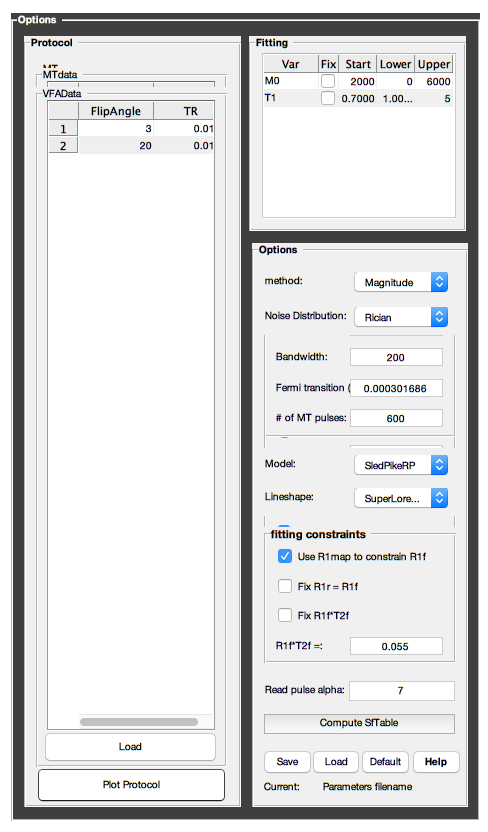 Options
Protocol
MTdata
VFAData
FlipAngle TR
1 3 0.01
2 20 0.01
Load
Plot Protocol
Fitting
Var Fix Start Lower Upper
M0 2000 0 6000
T1 0.7000 1.00... 5
Options
method: Magnitude
Noise Distribution: Rician
Bandwidth: 200
Fermi transition ( 0.000301686
# of MT pulses: 600
Model: SledPikeRP
Lineshape: SuperLore...
fitting constraints
Use R1map to constrain R1f
Fix R1r = R1f
Fix R1f*T2f
R1f*T2f =: 0.055
Read pulse alpha: 7
Compute SfTable
Save Load Default Help
Current: Parameters filename